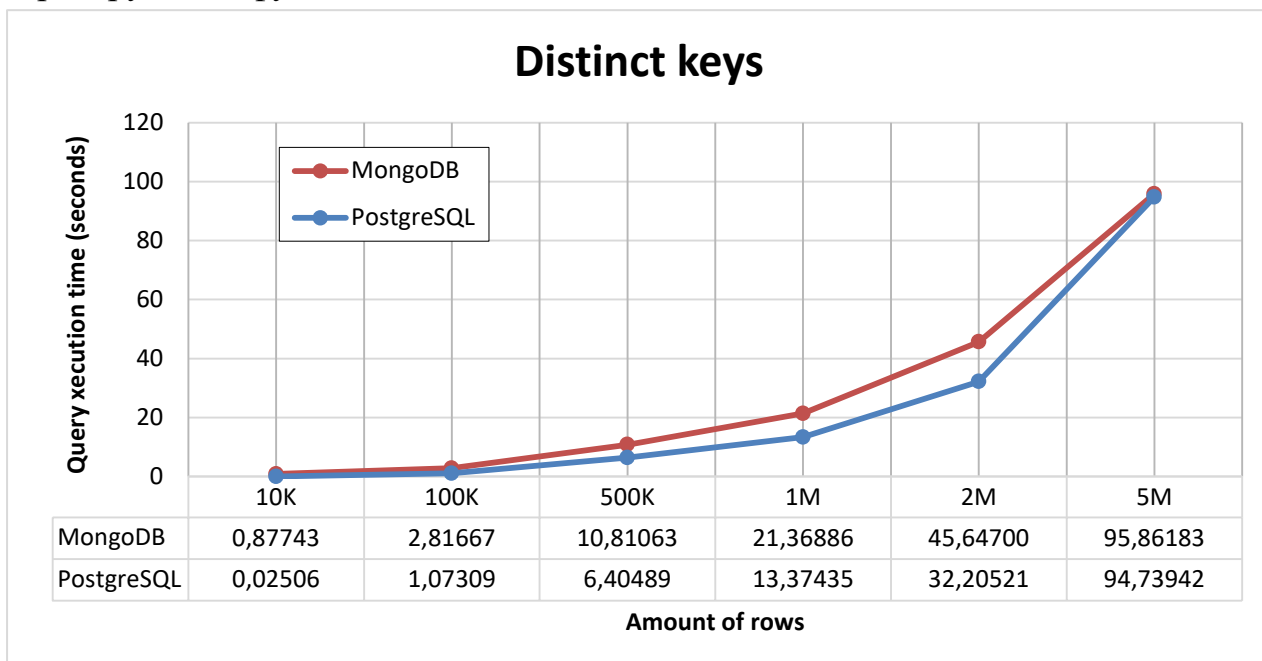 Distinct keys
Query xecution time (seconds)
120
100
80
60
40
20
0
MongoDB
PostgreSQL
10K 100K 500K 1M 2M 5M
MongoDB 0,87743 2,81667 10,81063 21,36886 45,64700 95,86183
PostgreSQL 0,02506 1,07309 6,40489 13,37435 32,20521 94,73942
Amount of rows